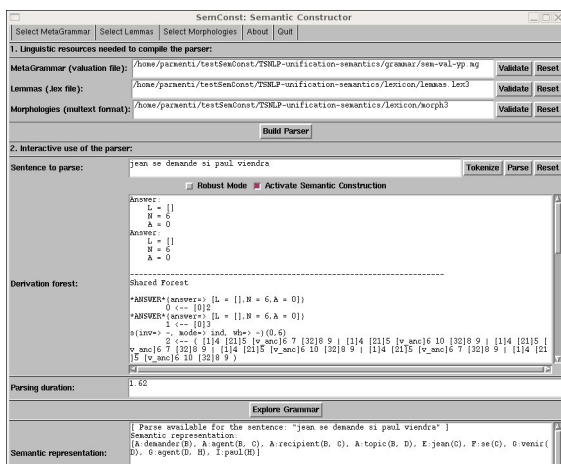 SemConst: Semantic Constructor
Select MetaGrammar Select Lemmas Select Morphologies About Quit
1. Linguistic resources needed to compile the parser:
MetaGrammar (valuation file): /home/parmenti/testSemConst/TSNLP-unification-semantics/grammar/sem-val-yp.mg Validate Reset
Lemmas (.lex file): /home/parmenti/testSemConst/TSNLP-unification-semantics/lexicon/lemmas.lex3 Validate Reset
Morphologies (multext format): /home/parmenti/testSemConst/TSNLP-unification-semantics/lexicon/morph3 Validate Reset
Build Parser
2. Interactive use of the parser:
Sentence to parse: jean se demande si paul viendra Tokenize Parse Reset
Robust Mode Activate Semantic Construction
Answer:
L = []
N = 6
A = 0
Answer:
L = []
N = 6
A = 0
----------------------------------------------------------------------
Derivation forest:
Shared Forest
*ANSWER*{answer=> [L = [],N = 6,A = 0]}
0 <-- [0]2
*ANSWER*{answer=> [L = [],N = 6,A = 0]}
1 <-- [0]3
s(inv=> -, mode=> ind, wh=> -)(0,6)
2 <-- ( [1]4 [21]5 [v_anc]6 7 [32]8 9 | [1]4 [21]5 [v_anc]6 10 [32]8 9 | [1]4 [21]5 [
v_anc]6 7 [32]8 9 | [1]4 [21]5 [v_anc]6 10 [32]8 9 | [1]4 [21]5 [v_anc]6 7 [32]8 9 | [1]4 [21
]5 [v_anc]6 10 [32]8 9 )
Parsing duration: 1.62
Explore Grammar
[ Parse available for the sentence: "jean se demande si paul viendra" ]
Semantic representation:
Semantic representation:
[A:demander(B), A:agent(B, C), A:recipient(B, C), A:topic(B, D), E:jean(C), F:se(C), G:venir(
D), G:agent(D, H), I:paul(H)]